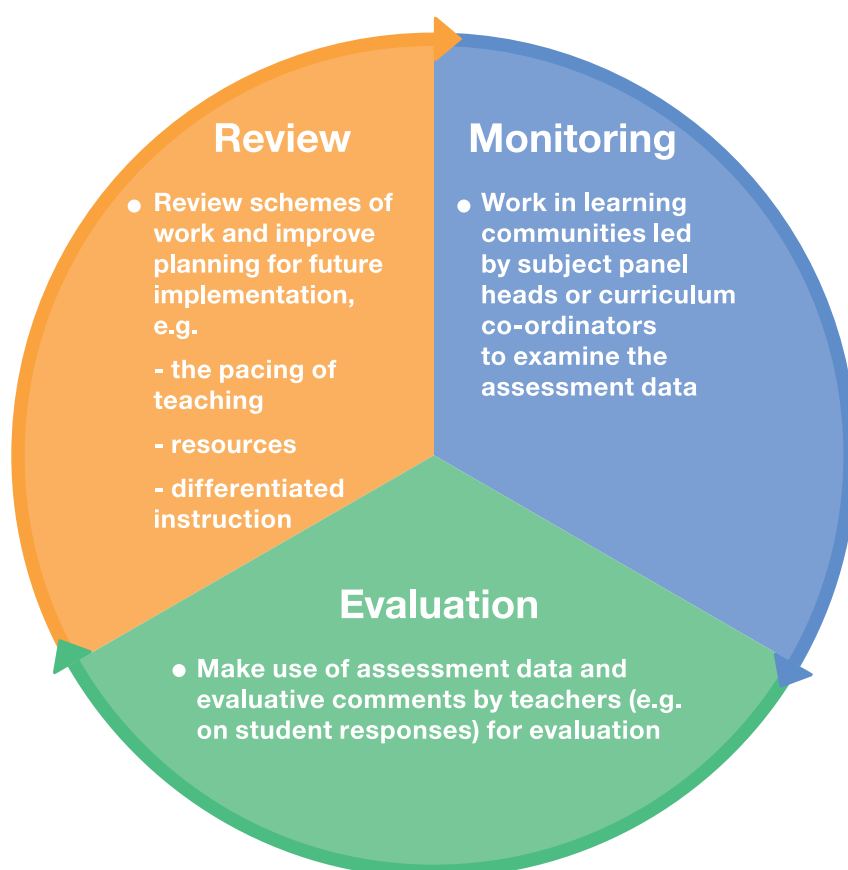 Review
● Review schemes of
work and improve
planning for future
implementation,
e.g.
- the pacing of
teaching
- resources
- differentiated
instruction
Monitoring
● Work in learning
communities led
by subject panel
heads or curriculum
co-ordinators
to examine the
assessment data
Evaluation
● Make use of assessment data and
evaluative comments by teachers (e.g.
on student responses) for evaluation